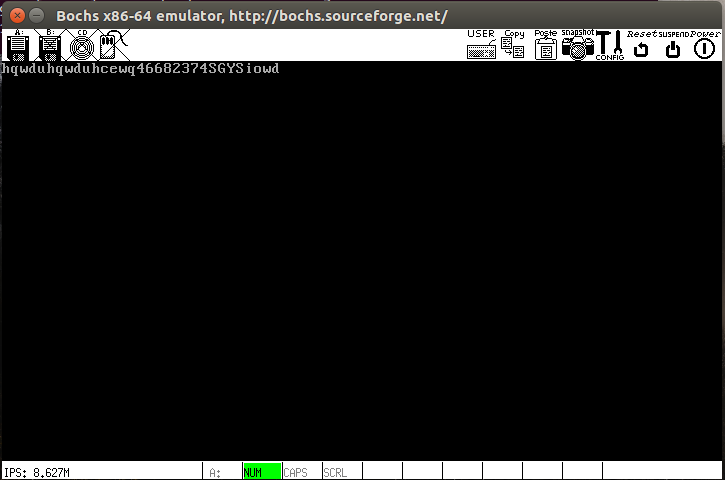 Bochs x86-64 emulator, http://bochs.sourceforge.net/
A: B: CD USER Copy Paste snapshot CONFIG Reset SUSPEND Power
hqwduhqwduhcewq46682374SGYSiowd
IPS: 8.627M A: NUM CAPS SCRL